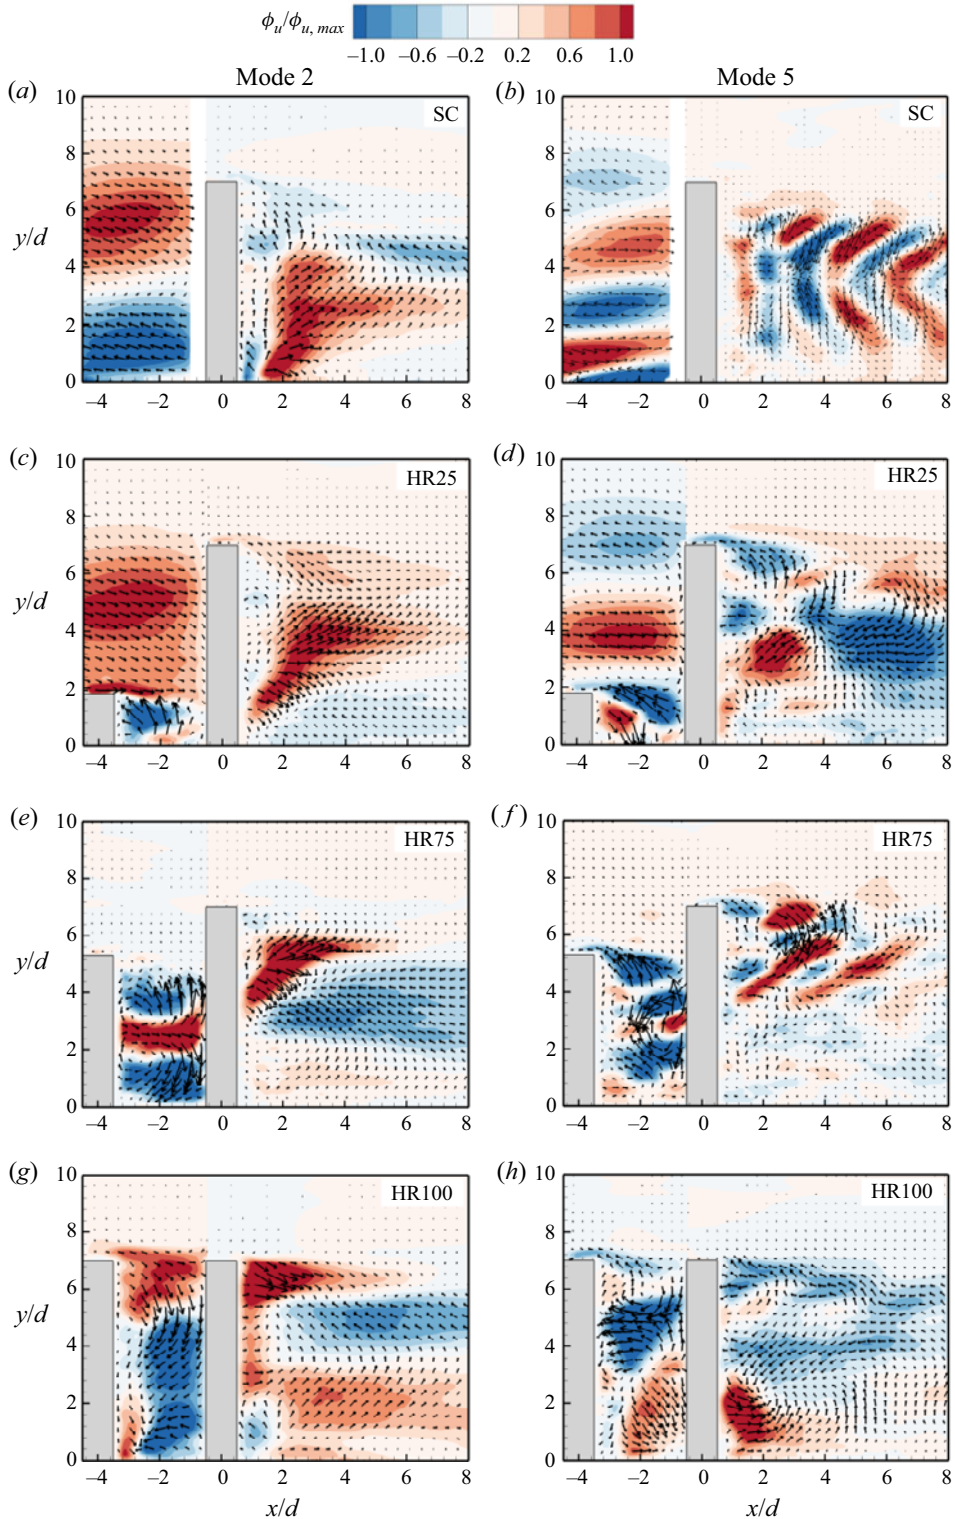 ϕu/ϕu, max
–1.0 –0.6 –0.2 0.2 0.6 1.0
Mode 2 Mode 5
(a) 10 SC (b) 10 SC
8 8
6 6
y/d
4 4
2 2
0 0
–4 –2 0 2 4 6 8 –4 –2 0 2 4 6 8
(c) 10 HR25 (d) 10 HR25
8 8
6 6
y/d
4 4
2 2
0 0
–4 –2 0 2 4 6 8 –4 –2 0 2 4 6 8
(e) 10 HR75 (f) 10 HR75
8 8
6 6
y/d
4 4
2 2
0 0
–4 –2 0 2 4 6 8 –4 –2 0 2 4 6 8
(g) 10 HR100 (h) 10 HR100
8 8
6 6
y/d
4 4
2 2
0 0
–4 –2 0 2 4 6 8 –4 –2 0 2 4 6 8
x/d x/d